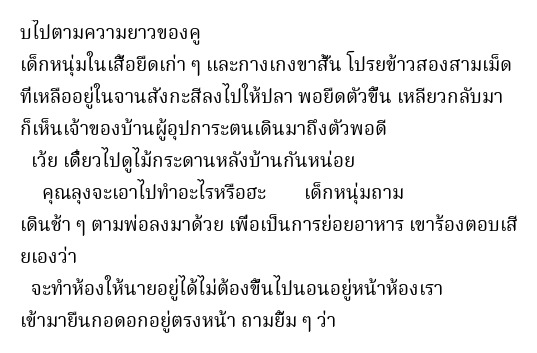 บไปตามความยาวของคู
เด็กหนุ่มในเสื้อยืดเก่า ๆ และกางเกงขาสั้น โปรยข้าวสองสามเม็ด
ที่เหลืออยู่ในจานสังกะสีลงไปให้ปลา พอยืดตัวขึ้น เหลียวกลับมา
ก็เห็นเจ้าของบ้านผู้อุปการะตนเดินมาถึงตัวพอดี
เว้ย เดี๋ยวไปดูไม้กระดานหลังบ้านกันหน่อย
คุณลุงจะเอาไปทำอะไรหรือฮะ เด็กหนุ่มถาม
เดินช้า ๆ ตามพ่อลงมาด้วย เพื่อเป็นการย่อยอาหาร เขาร้องตอบเสี
ยเองว่า
จะทำห้องให้นายอยู่ได้ไม่ต้องขึ้นไปนอนอยู่หน้าห้องเรา
เข้ามายืนกอดอกอยู่ตรงหน้า ถามยิ้ม ๆ ว่า